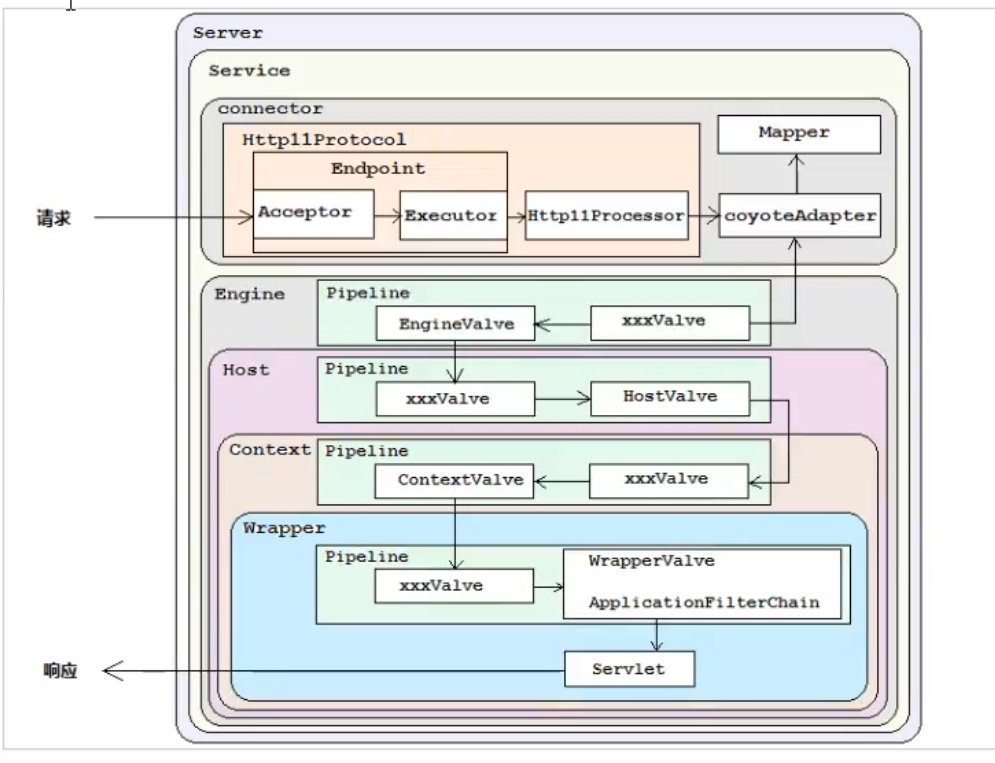 Server
Service
connector
Http11Protocol
Mapper
Endpoint
请求
Acceptor
Executor
Http11Processor
coyoteAdapter
Engine
Pipeline
EngineValve
xxxValve
Host
Pipeline
xxxValve
HostValve
Context
Pipeline
ContextValve
xxxValve
Wrapper
Pipeline
xxxValve
WrapperValve
ApplicationFilterChain
响应
Servlet